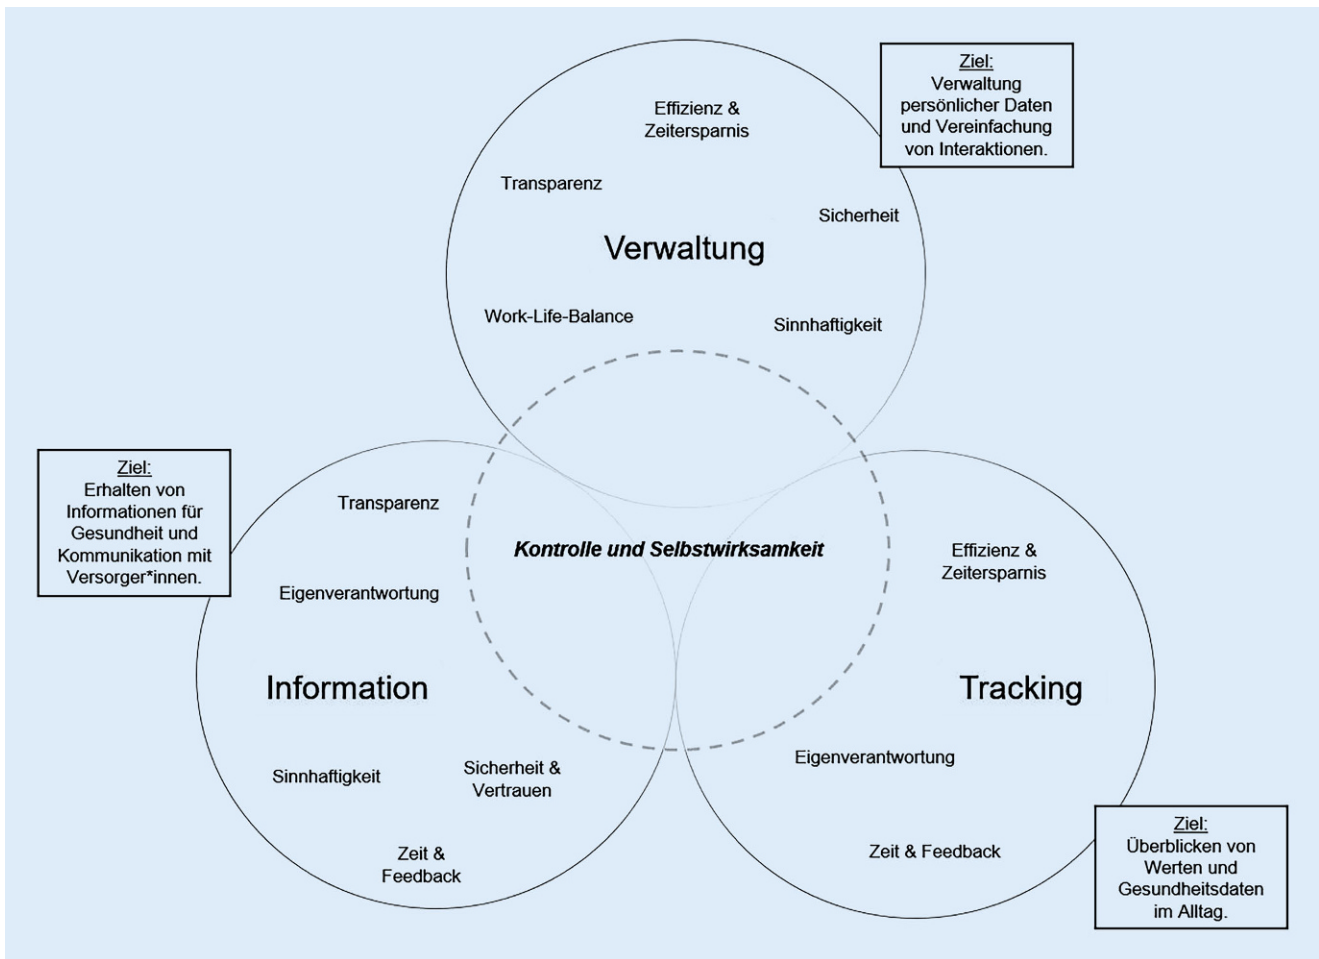 Ziel:
Verwaltung
persönlicher Daten
und Vereinfachung
von Interaktionen.
Effizienz &
Zeitersparnis
Transparenz
Sicherheit
Verwaltung
Work-Life-Balance
Sinnhaftigkeit
Ziel:
Erhalten von
Informationen für
Gesundheit und
Kommunikation mit
Versorger*innen.
Transparenz
Eigenverantwortung
Information
Sinnhaftigkeit
Sicherheit &
Vertrauen
Zeit &
Feedback
Kontrolle und Selbstwirksamkeit
Effizienz &
Zeitersparnis
Tracking
Eigenverantwortung
Zeit & Feedback
Ziel:
Überblicken von
Werten und
Gesundheitsdaten
im Alltag.